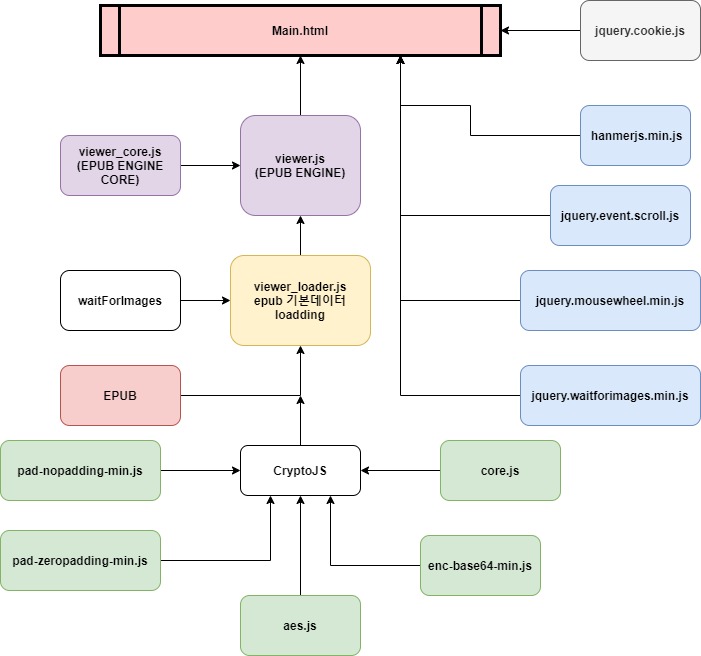 Main.html
jquery.cookie.js
viewer_core.js
(EPUB ENGINE
CORE)
viewer.js
(EPUB ENGINE)
hanmerjs.min.js
jquery.event.scroll.js
waitForImages
viewer_loader.js
epub 기본데이터
loadding
jquery.mousewheel.min.js
EPUB
jquery.waitforimages.min.js
pad-nopadding-min.js
CryptoJS
core.js
pad-zeropadding-min.js
enc-base64-min.js
aes.js